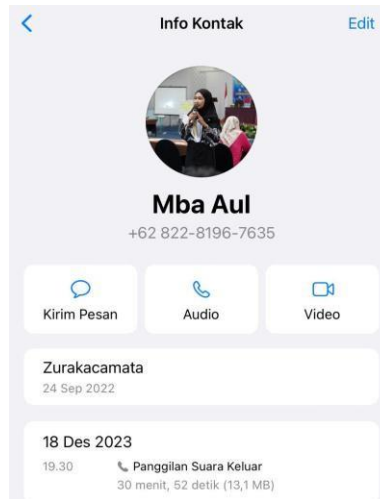 Info Kontak
Edit
Mba Aul
+62 822-8196-7635
Kirim Pesan
Audio
Video
Zurakacamata
24 Sep 2022
18 Des 2023
19.30 Panggilan Suara Keluar
30 menit, 52 detik (13,1 MB)